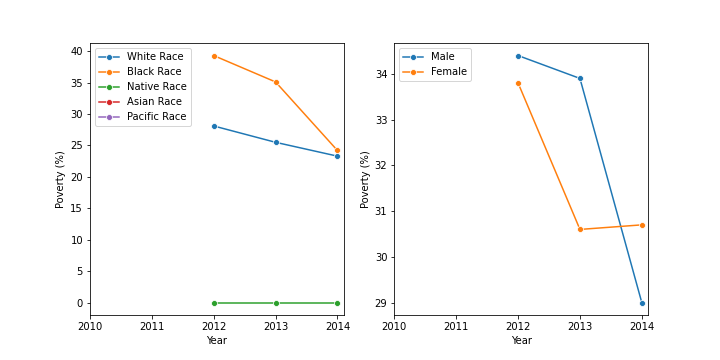 White Race
Black Race
Native Race
Asian Race
Pacific Race
40
35
30
25
20
15
10
5
0
Poverty (%)
2010 2011 2012 2013 2014
Year
Male
Female
34
33
32
31
30
29
Poverty (%)
2010 2011 2012 2013 2014
Year